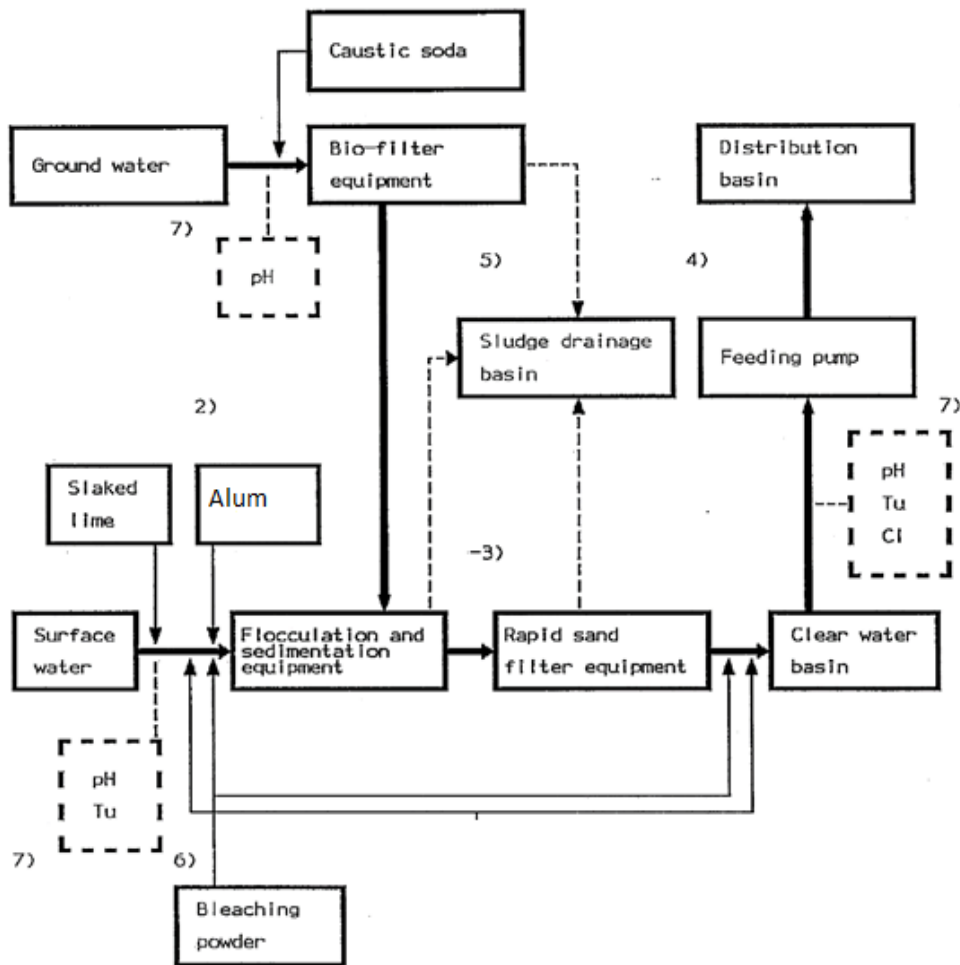 Caustic soda
Ground water
Bio-filter
equipment
Distribution
basin
7)
pH
5)
4)
Sludge drainage
basin
Feeding pump
2)
7)
Slaked
lime
Alum
pH
Tu
Cl
-3)
Surface
water
Flocculation and
sedimentation
equipment
Rapid sand
filter equipment
Clear water
basin
pH
Tu
7)
6)
Bleaching
powder